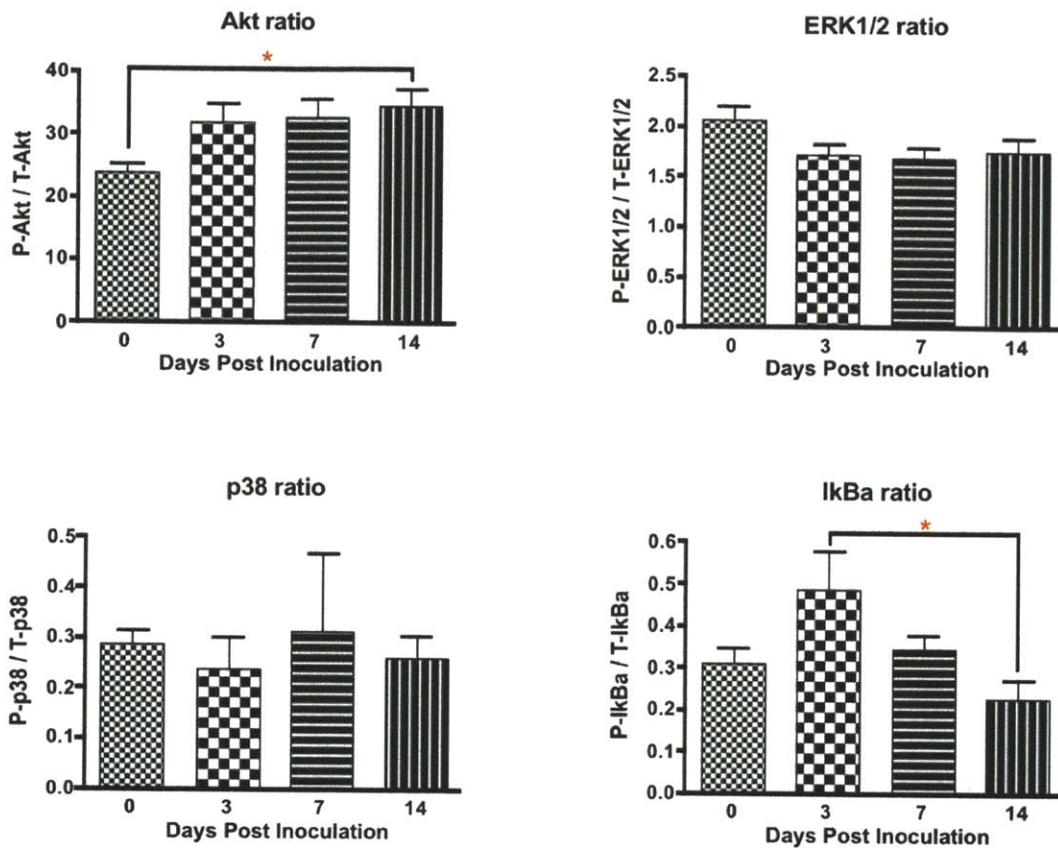 Akt ratio
*
P-Akt / T-Akt
40
30
20
10
0
0 3 7 14
Days Post Inoculation
ERK1/2 ratio
P-ERK1/2 / T-ERK1/2
2.5
2.0
1.5
1.0
0.5
0.0
0 3 7 14
Days Post Inoculation
p38 ratio
P-p38 / T-p38
0.5
0.4
0.3
0.2
0.1
0.0
0 3 7 14
Days Post Inoculation
IkBa ratio
*
P-IkBa / T-IkBa
0.6
0.5
0.4
0.3
0.2
0.1
0.0
0 3 7 14
Days Post Inoculation